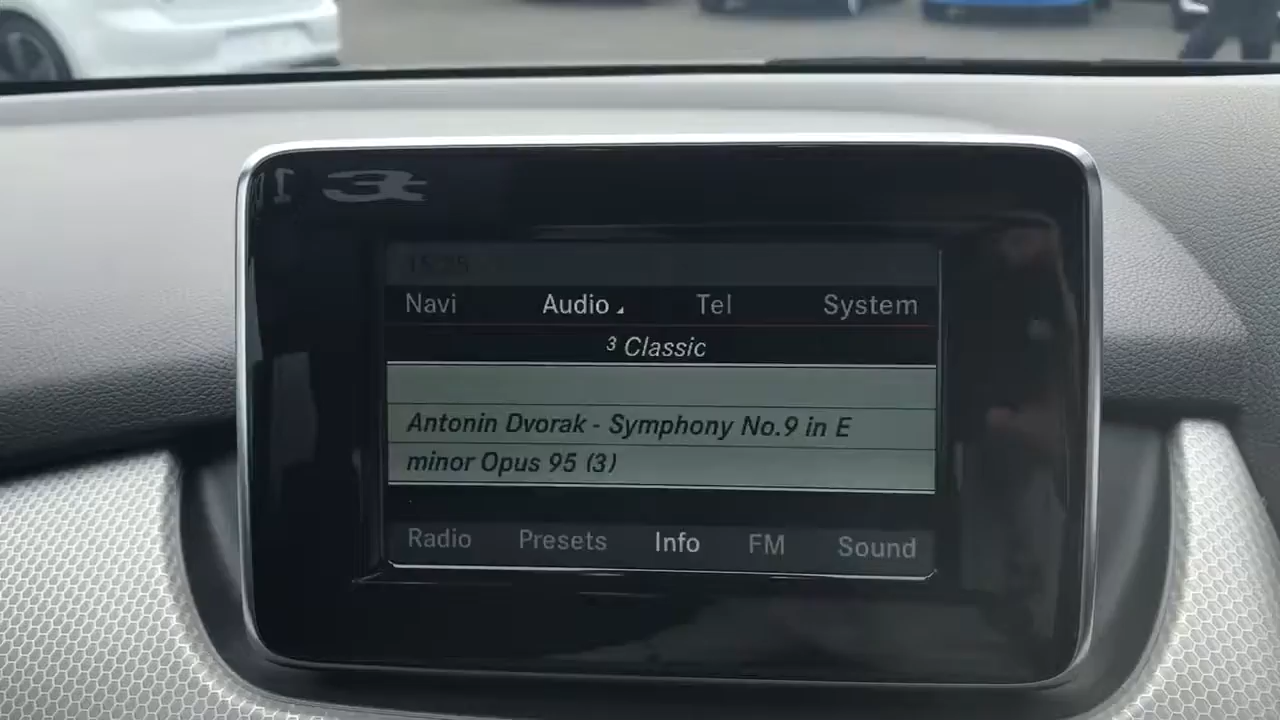 Navi Audio Tel System
3 Classic
Antonin Dvorak - Symphony No.9 in E
minor Opus 95 (3)
Radio Presets Info FM Sound